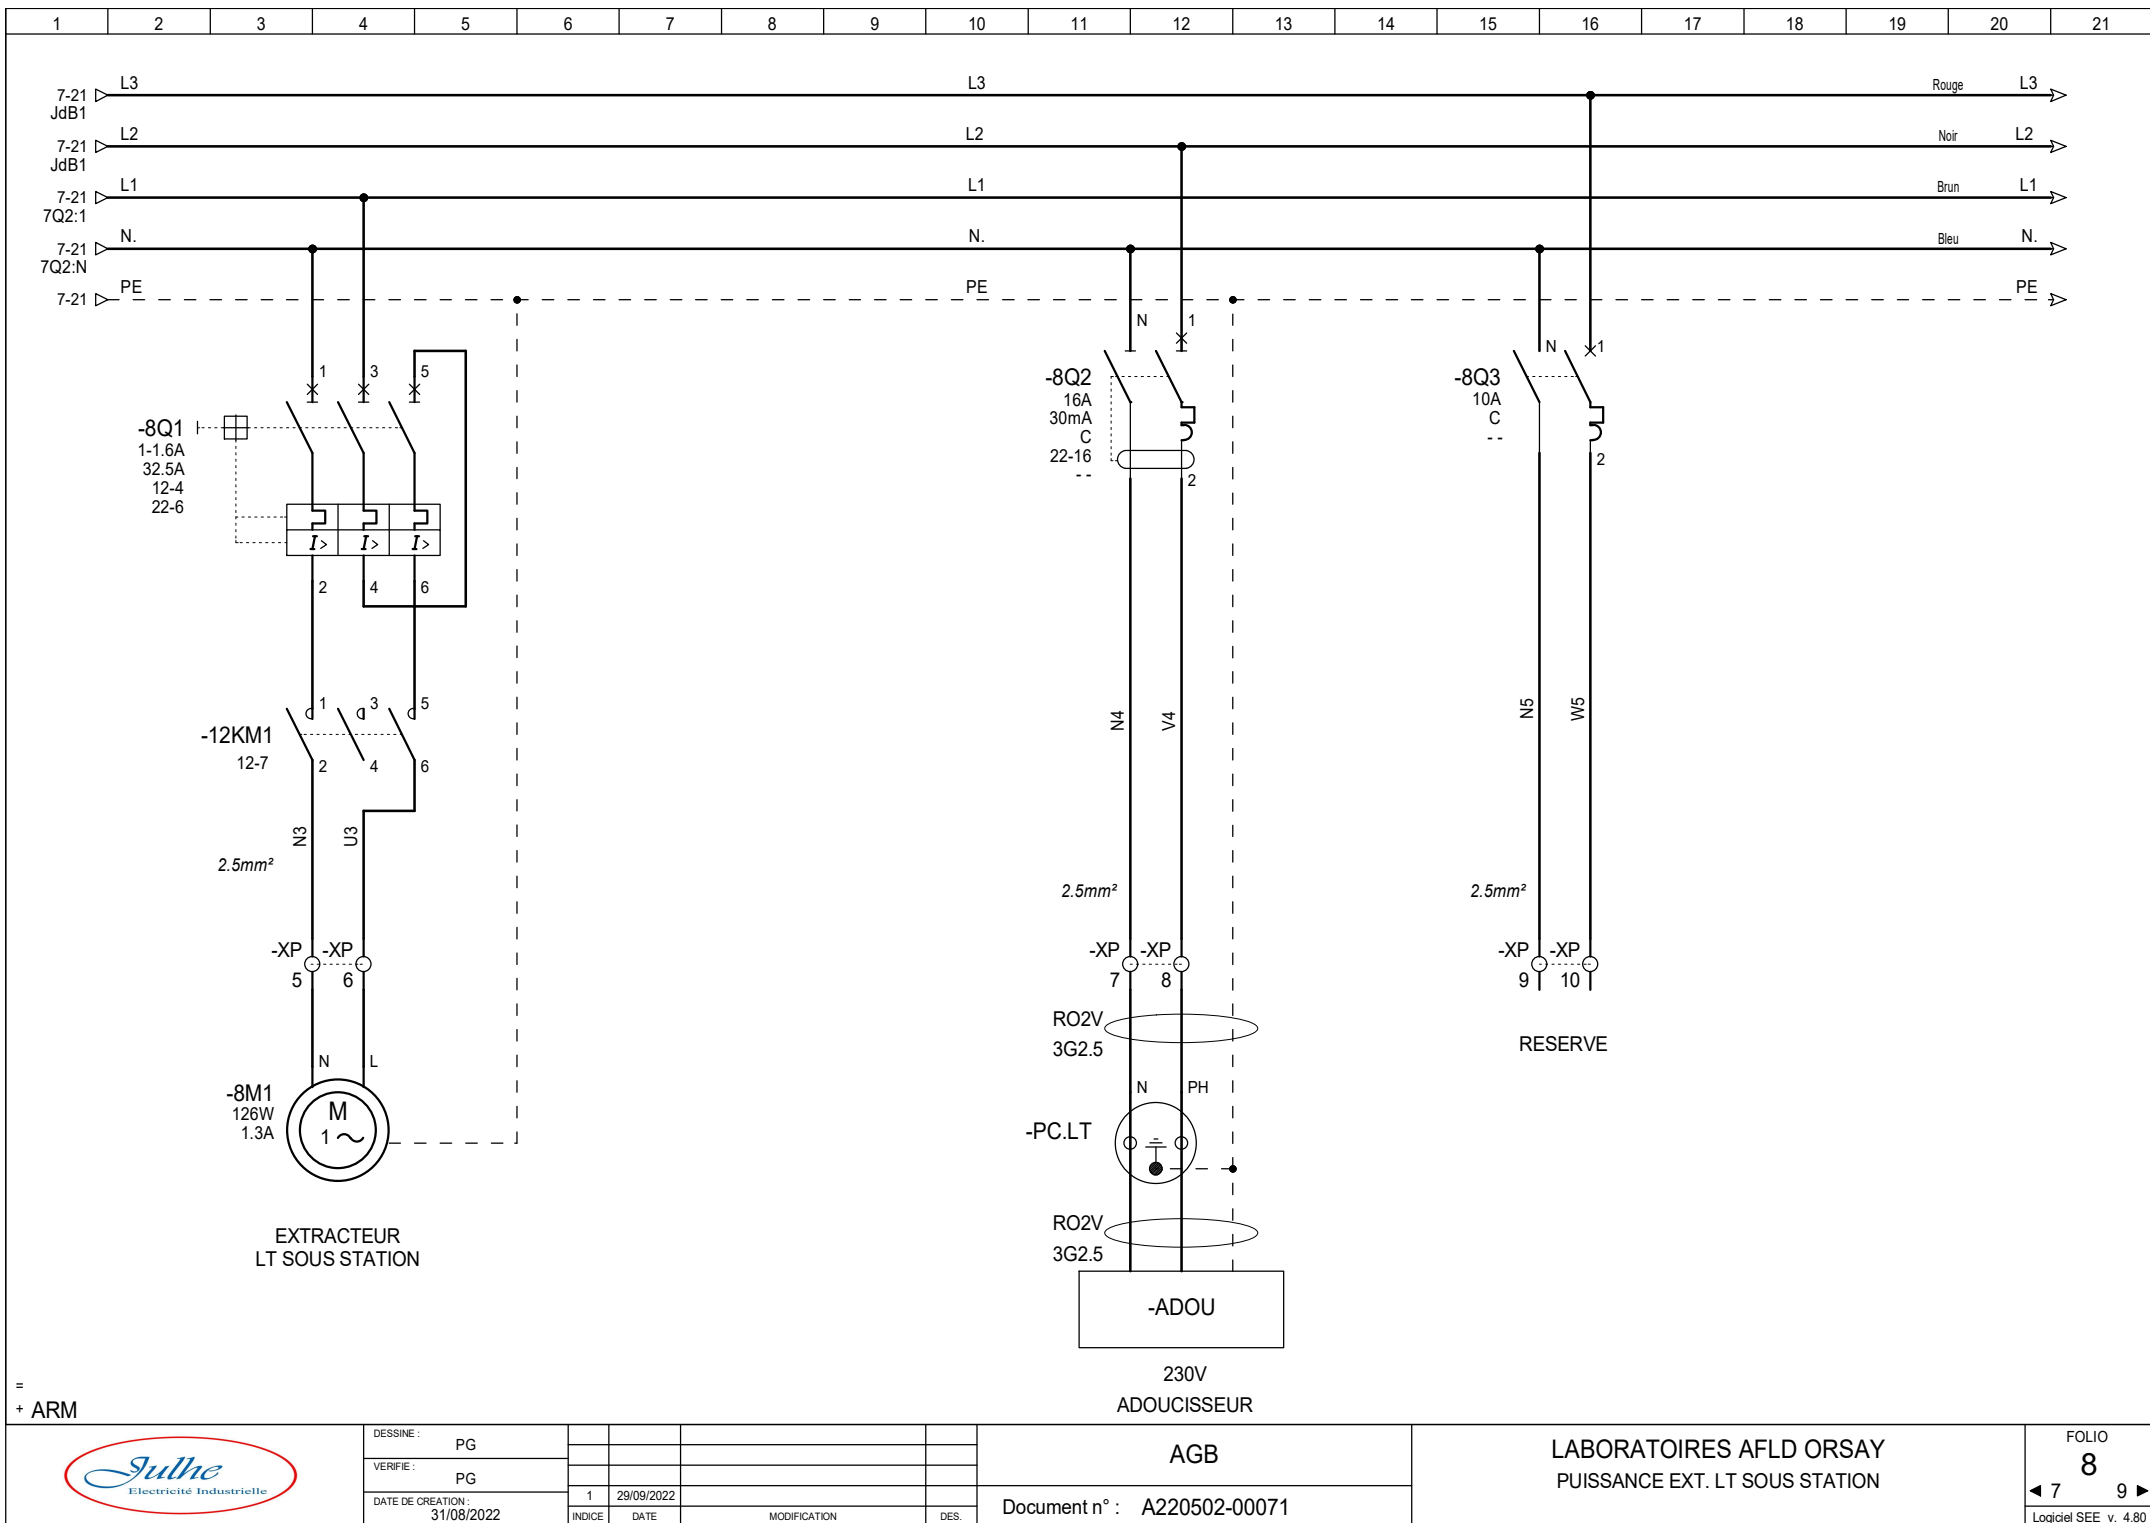 1 2 3 4 5 6 7 8 9 10 11 12 13 14 15 16 17 18 19 20 21
7-21 L3 L3 Rouge L3
JdB1
7-21 L2 L2 Noir L2
JdB1
7-21 L1 L1 Brun L1
7Q2:1
7-21 N. N. Bleu N.
7Q2:N
7-21 PE PE PE
1 3 5
-8Q1
1-1.6A
32.5A
12-4
22-6
I> I> I>
2 4 6
1 3 5
-12KM1
12-7
2 4 6
N3 U3
2.5mm²
-XP -XP
5 6
N L
-8M1
126W
1.3A
M
1
EXTRACTEUR
LT SOUS STATION
N 1
-8Q2
16A
30mA
C
22-16
- -
2
N4 V4
2.5mm²
-XP -XP
7 8
RO2V
3G2.5
N PH
-PC.LT
RO2V
3G2.5
-ADOU
230V
ADOUCISSEUR
N 1
-8Q3
10A
C
- -
2
N5 W5
2.5mm²
-XP -XP
9 10
RESERVE
=
+ ARM
Julhe
Electricité Industrielle
DESSINE :
PG
VERIFIE :
PG
DATE DE CREATION :
31/08/2022
1 29/09/2022
INDICE DATE MODIFICATION DES.
AGB
Document n° : A220502-00071
LABORATOIRES AFLD ORSAY
PUISSANCE EXT. LT SOUS STATION
FOLIO
8
7 9
Logiciel SEE v. 4.80